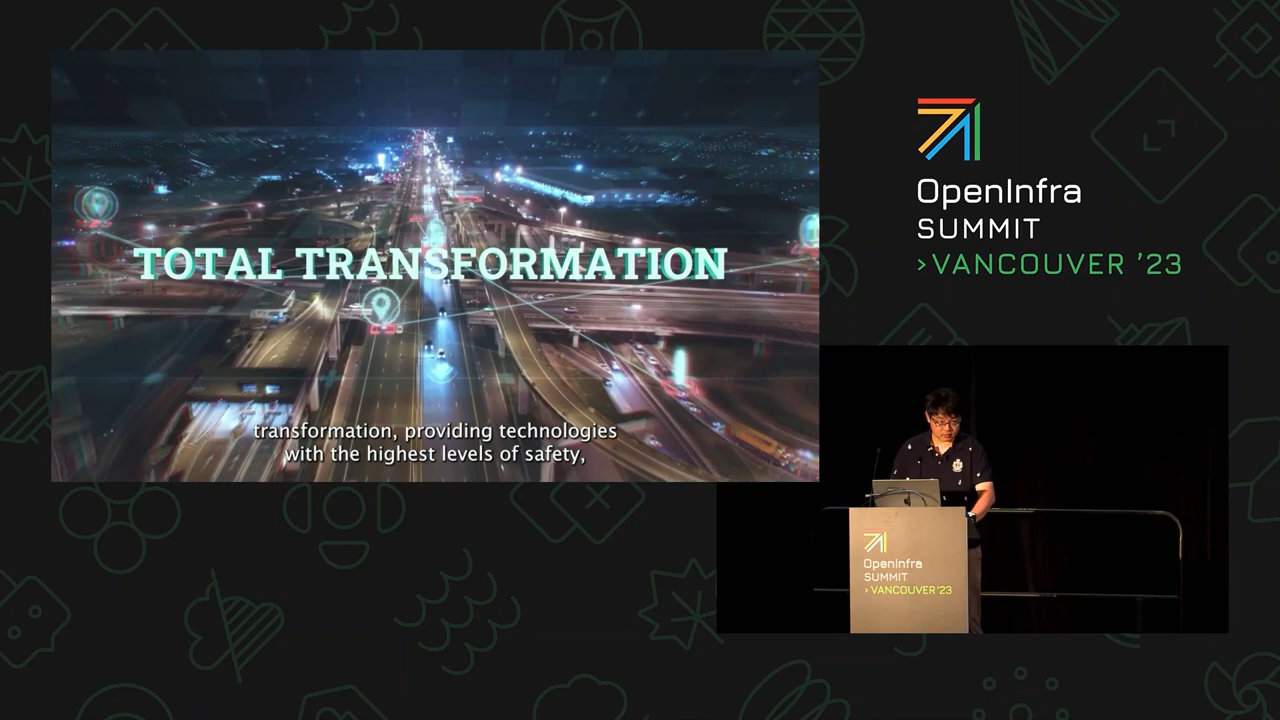 TOTAL TRANSFORMATION
transformation, providing technologies
with the highest levels of safety,
OpenInfra
SUMMIT
>VANCOUVER '23
OpenInfra
SUMMIT
>VANCOUVER '23